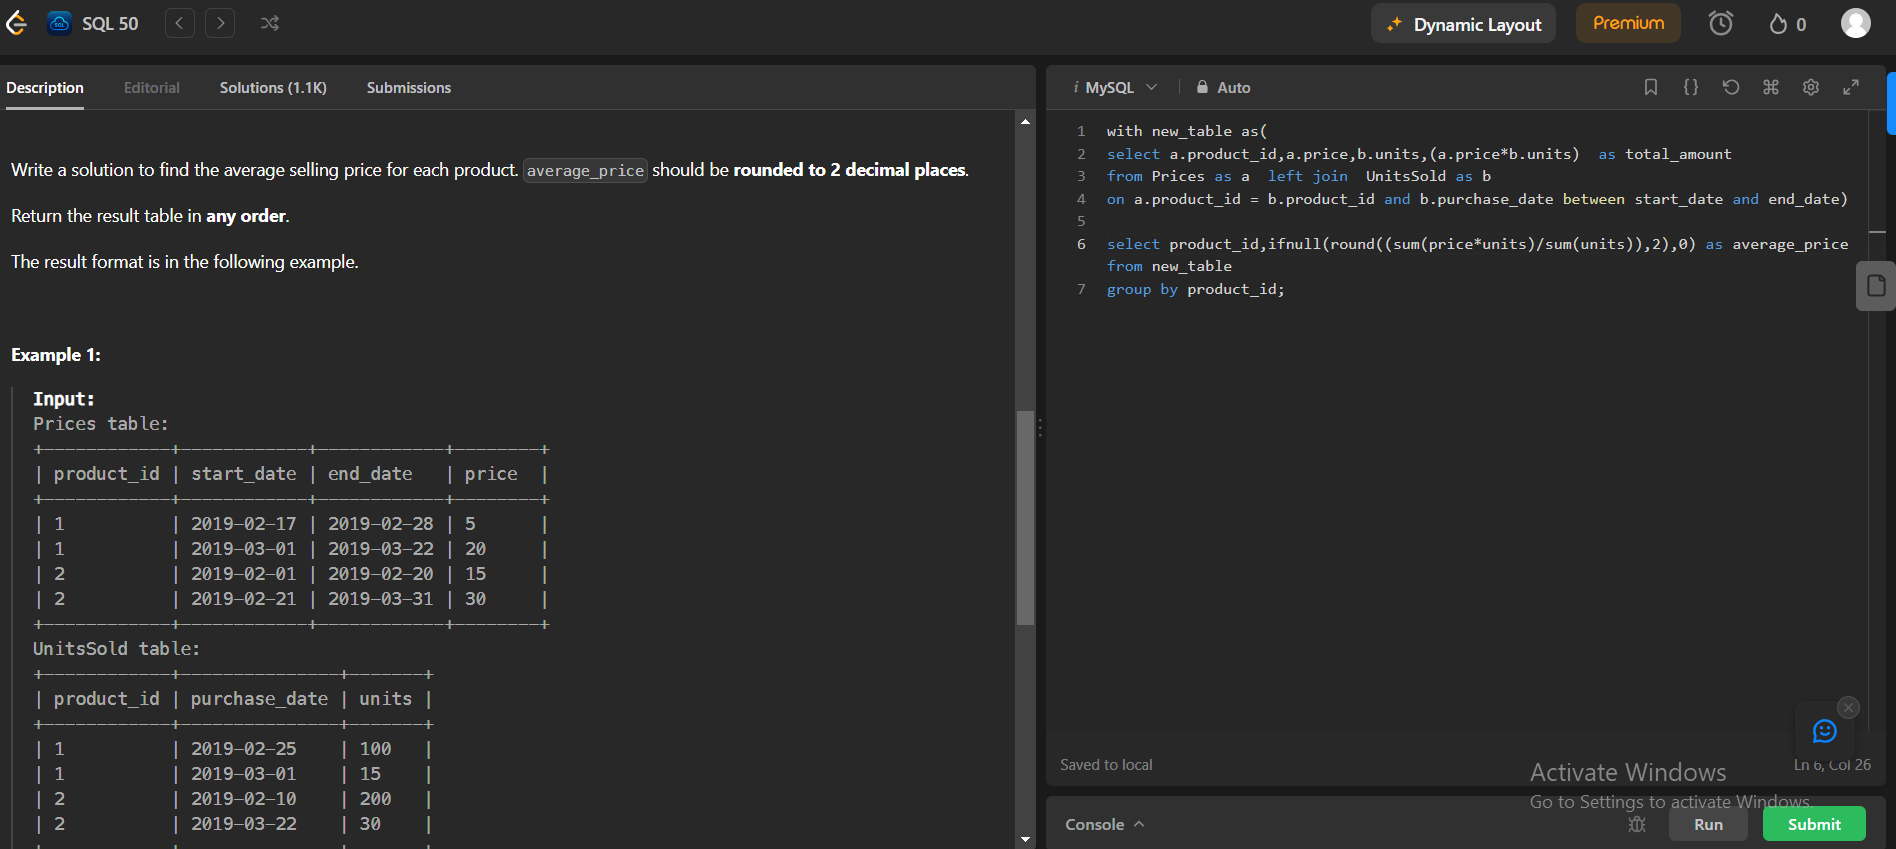 SQL 50
Dynamic Layout
Premium
0
Description
Editorial
Solutions (1.1K)
Submissions
Write a solution to find the average selling price for each product. average_price should be rounded to 2 decimal places.
Return the result table in any order.
The result format is in the following example.
Example 1:
Input:
Prices table:
+------------+------------+------------+--------+
| product_id | start_date | end_date   | price  |
+------------+------------+------------+--------+
| 1          | 2019-02-17 | 2019-02-28 | 5      |
| 1          | 2019-03-01 | 2019-03-22 | 20     |
| 2          | 2019-02-01 | 2019-02-20 | 15     |
| 2          | 2019-02-21 | 2019-03-31 | 30     |
+------------+------------+------------+--------+
UnitsSold table:
+------------+---------------+-------+
| product_id | purchase_date | units |
+------------+---------------+-------+
| 1          | 2019-02-25    | 100   |
| 1          | 2019-03-01    | 15    |
| 2          | 2019-02-10    | 200   |
| 2          | 2019-03-22    | 30    |
i MySQL
Auto
1 with new_table as(
2 select a.product_id,a.price,b.units,(a.price*b.units)  as total_amount
3 from Prices as a  left join  UnitsSold as b
4 on a.product_id = b.product_id and b.purchase_date between start_date and end_date)
5
6 select product_id,ifnull(round((sum(price*units)/sum(units)),2),0) as average_price
from new_table
7 group by product_id;
Saved to local
Ln 6, Col 26
Activate Windows
Go to Settings to activate Windows.
Console
Run
Submit